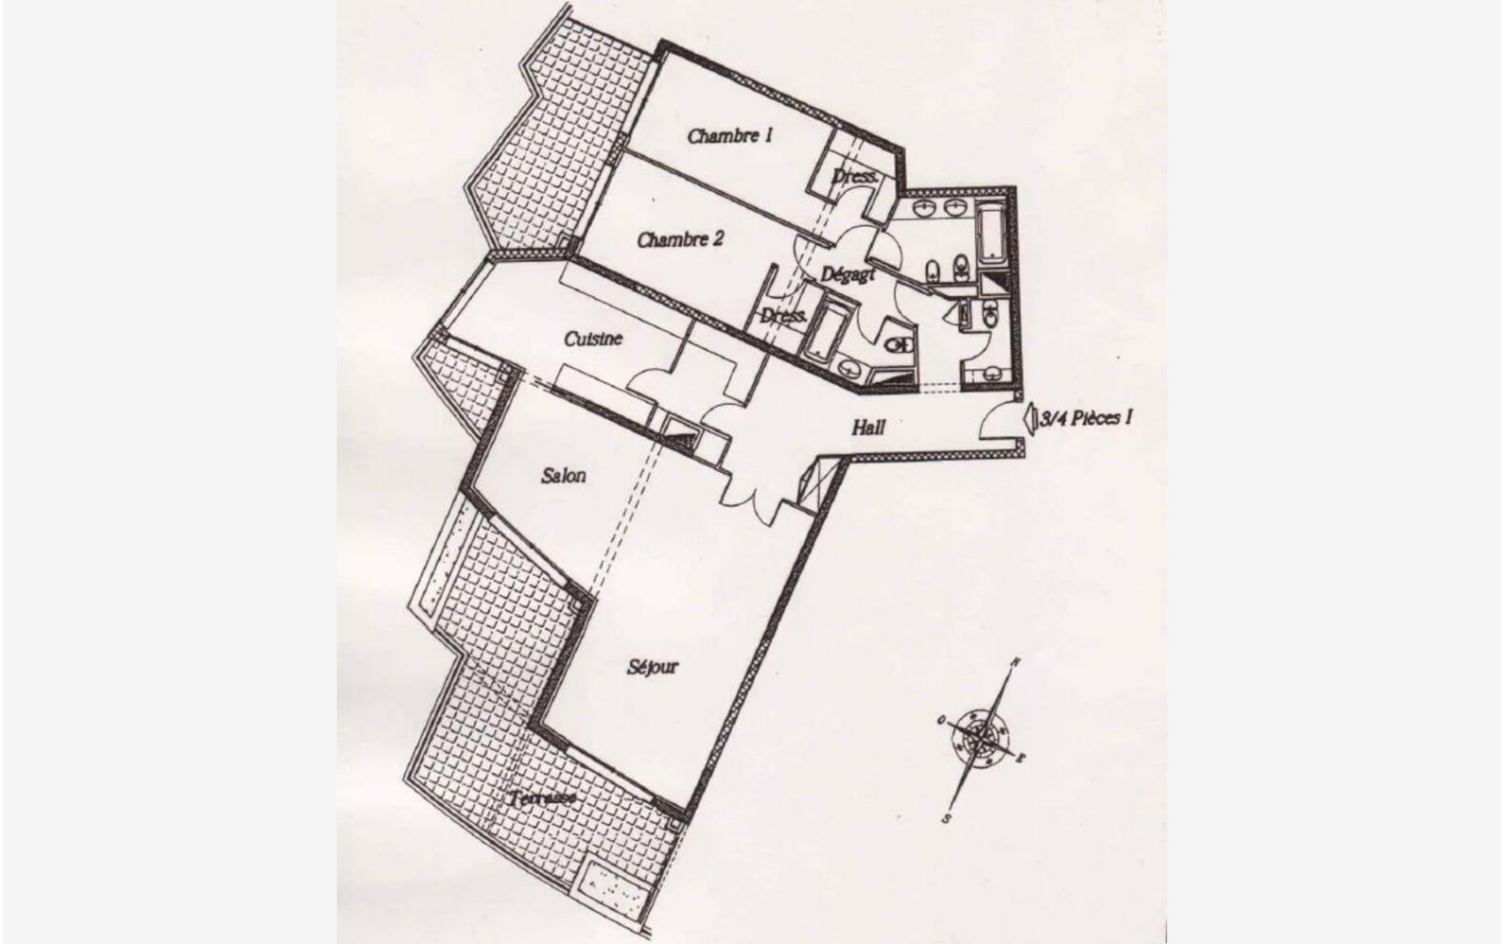 Chambre 1
Dress.
Chambre 2
Dégagt
Dress.
Cuisine
3/4 Pièces I
Hall
Salon
Séjour
N
O
E
S
Terrasse